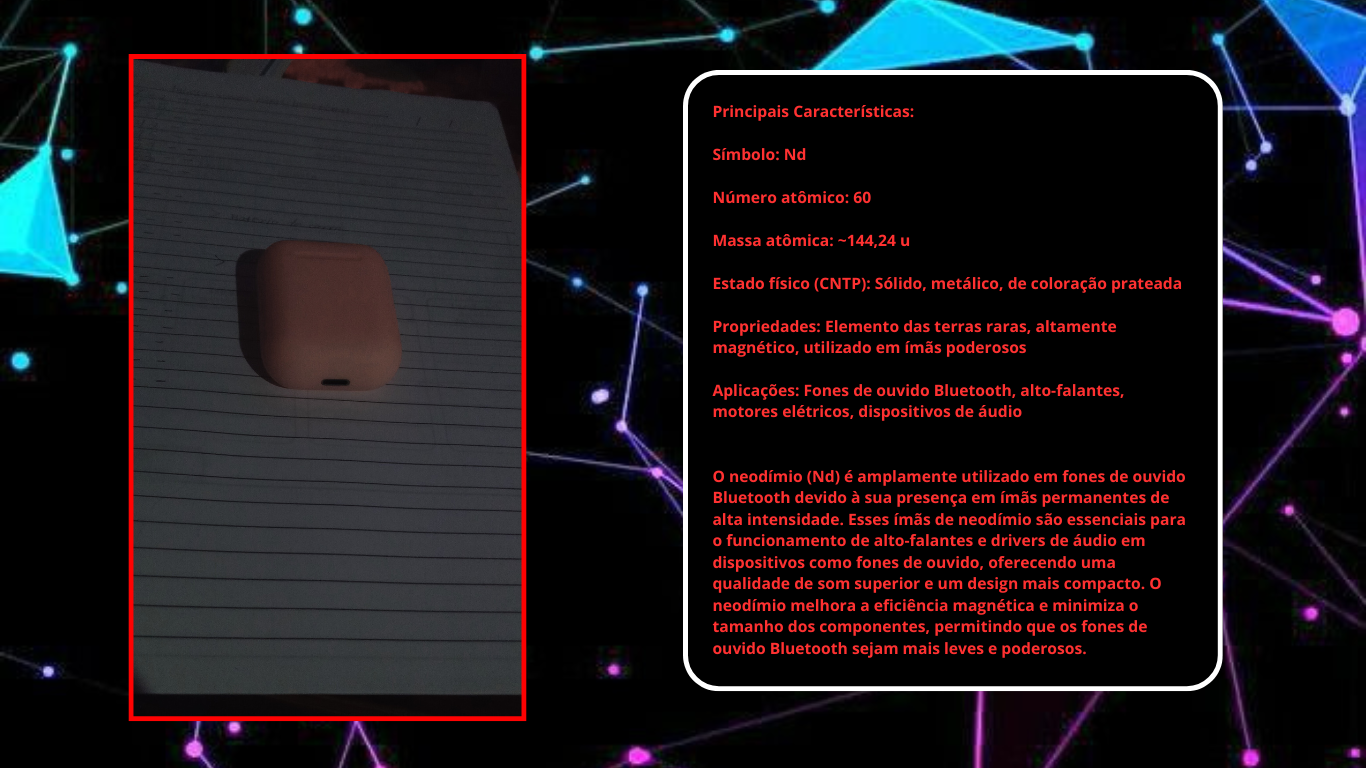 Principais Características:
Símbolo: Nd
Número atômico: 60
Massa atômica: ~144,24 u
Estado físico (CNTP): Sólido, metálico, de coloração prateada
Propriedades: Elemento das terras raras, altamente
magnético, utilizado em ímãs poderosos
Aplicações: Fones de ouvido Bluetooth, alto-falantes,
motores elétricos, dispositivos de áudio
O neodímio (Nd) é amplamente utilizado em fones de ouvido
Bluetooth devido à sua presença em ímãs permanentes de
alta intensidade. Esses ímãs de neodímio são essenciais para
o funcionamento de alto-falantes e drivers de áudio em
dispositivos como fones de ouvido, oferecendo uma
qualidade de som superior e um design mais compacto. O
neodímio melhora a eficiência magnética e minimiza o
tamanho dos componentes, permitindo que os fones de
ouvido Bluetooth sejam mais leves e poderosos.